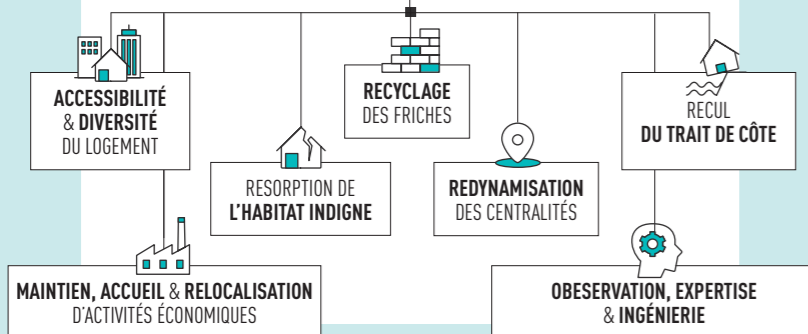 ACCESSIBILITÉ
& DIVERSITÉ
DU LOGEMENT
RESORPTION DE
L'HABITAT INDIGNE
RECYCLAGE
DES FRICHES
REDYNAMISATION
DES CENTRALITÉS
RECUL
DU TRAIT DE CÔTE
MAINTIEN, ACCUEIL & RELOCALISATION
D'ACTIVITÉS ÉCONOMIQUES
OBESERVATION, EXPERTISE
& INGÉNIERIE